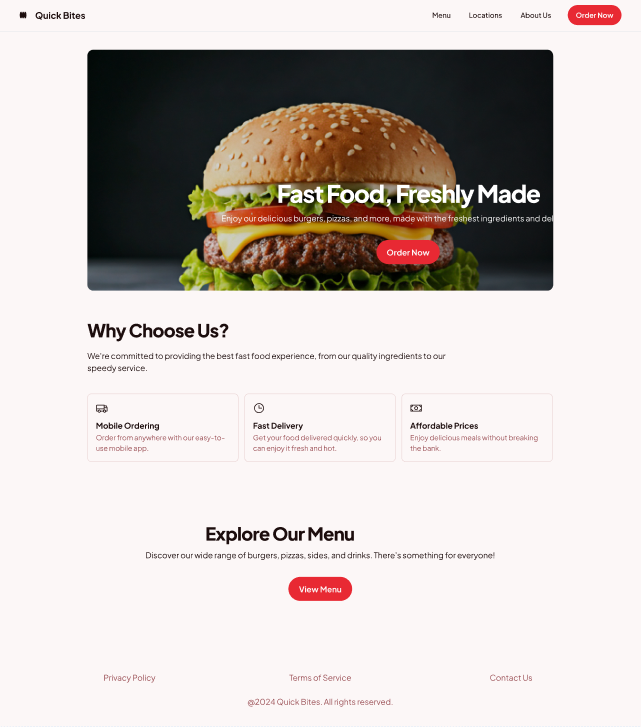 Quick Bites
Menu Locations About Us Order Now
Fast Food, Freshly Made
Enjoy our delicious burgers, pizzas, and more, made with the freshest ingredients and del
Order Now
Why Choose Us?
We're committed to providing the best fast food experience, from our quality ingredients to our
speedy service.
Mobile Ordering
Order from anywhere with our easy-to-
use mobile app.
Fast Delivery
Get your food delivered quickly, so you
can enjoy it fresh and hot.
Affordable Prices
Enjoy delicious meals without breaking
the bank.
Explore Our Menu
Discover our wide range of burgers, pizzas, sides, and drinks. There's something for everyone!
View Menu
Privacy Policy Terms of Service Contact Us
@2024 Quick Bites. All rights reserved.